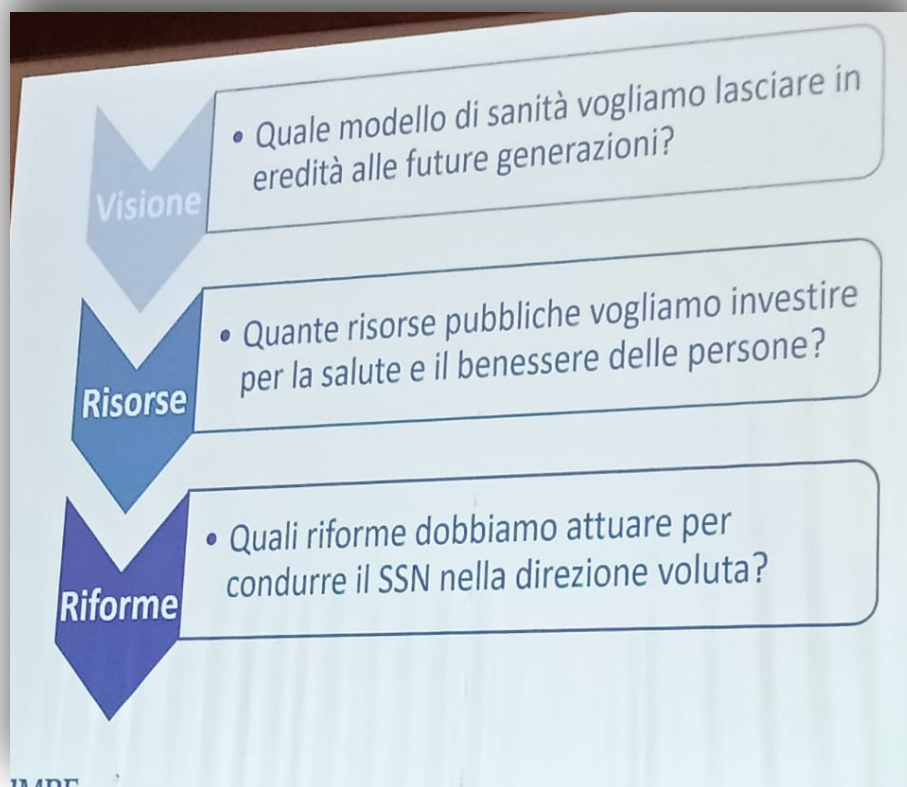 Visione
• Quale modello di sanità vogliamo lasciare in
eredità alle future generazioni?
Risorse
• Quante risorse pubbliche vogliamo investire
per la salute e il benessere delle persone?
Riforme
• Quali riforme dobbiamo attuare per
condurre il SSN nella direzione voluta?